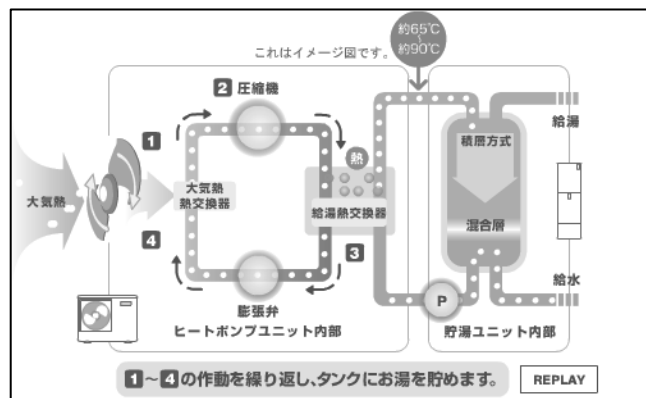 これはイメージ図です。
約65℃
〜
約90℃
2 圧縮機
1
大気熱
大気熱
熱交換器
熱
給湯熱交換器
4
3
膨張弁
ヒートポンプユニット内部
積層方式
混合層
給湯
給水
P
貯湯ユニット内部
1～4の作動を繰り返し、タンクにお湯を貯めます。
REPLAY